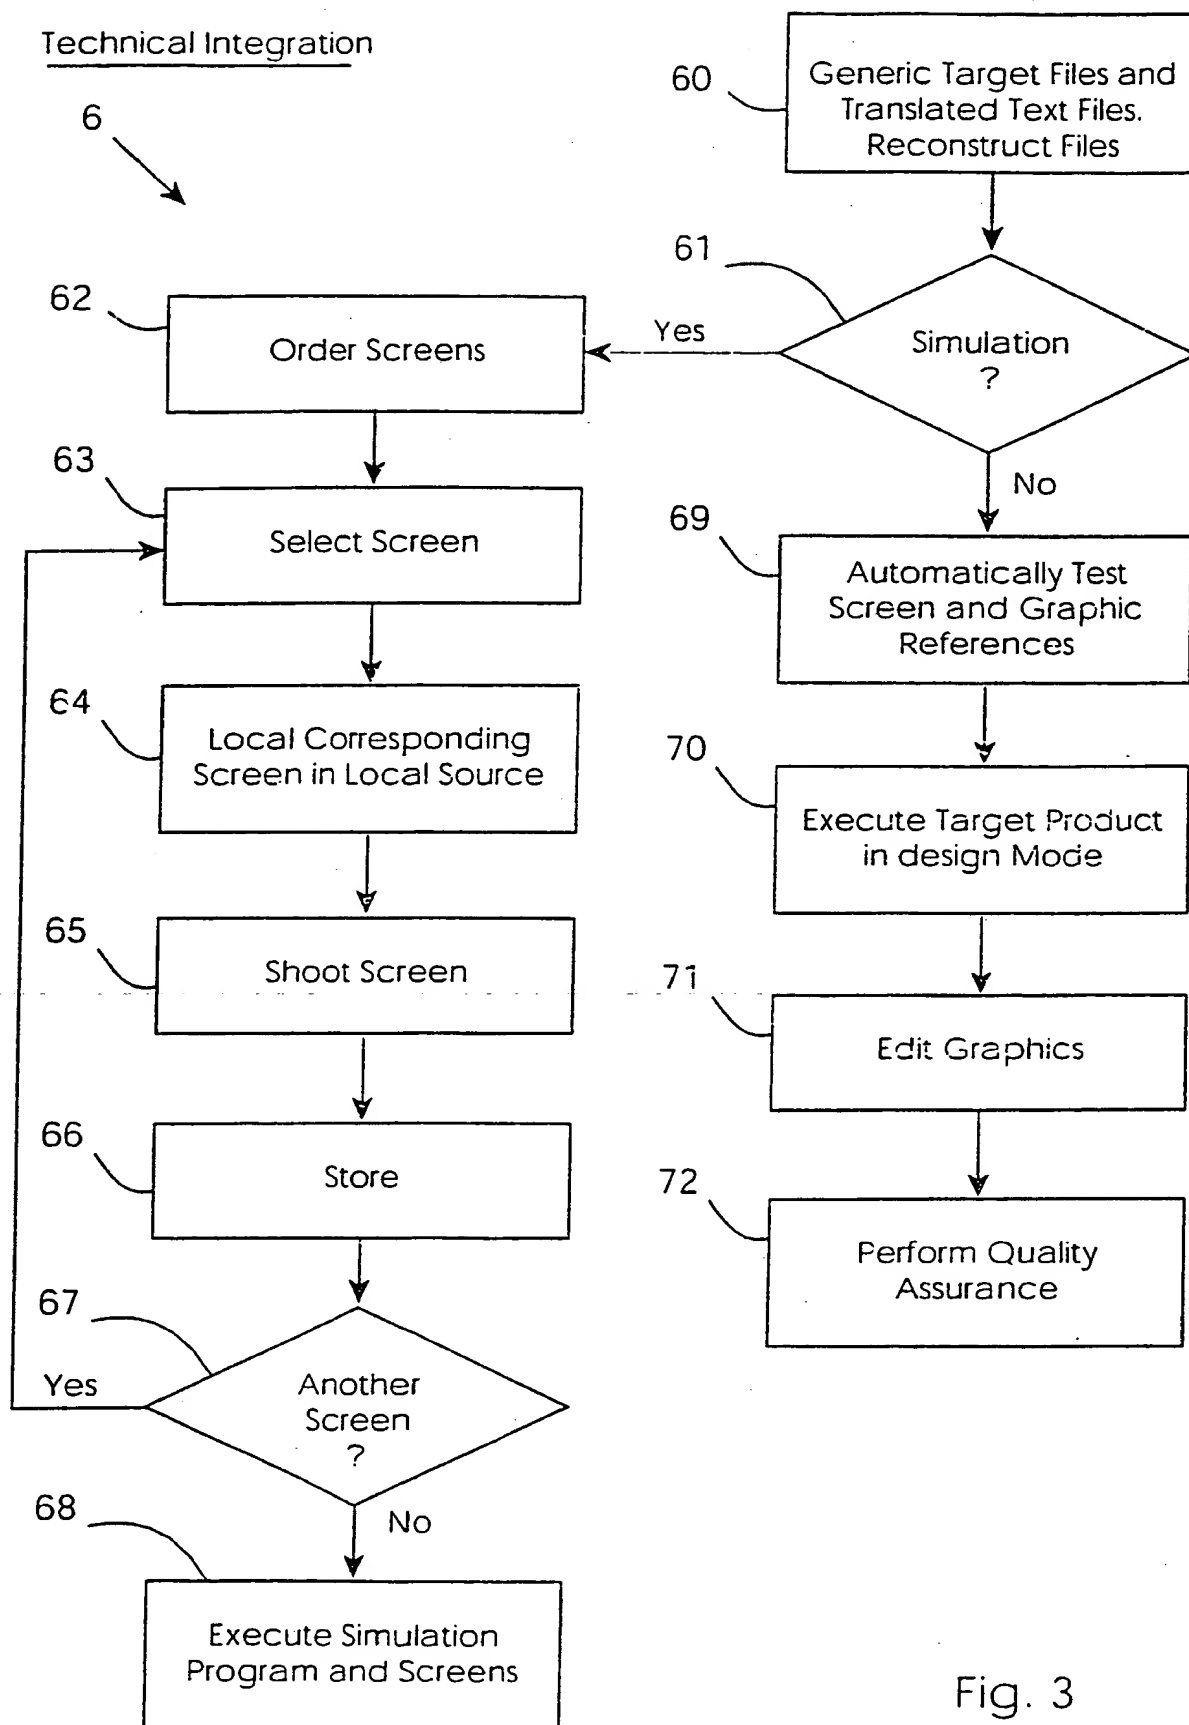 Technical Integration
6
60
Generic Target Files and
Translated Text Files.
Reconstruct Files
61
Simulation
?
Yes
No
62
Order Screens
63
Select Screen
64
Local Corresponding
Screen in Local Source
65
Shoot Screen
66
Store
67
Another
Screen
?
Yes
No
68
Execute Simulation
Program and Screens
69
Automatically Test
Screen and Graphic
References
70
Execute Target Product
in design Mode
71
Edit Graphics
72
Perform Quality
Assurance
Fig. 3